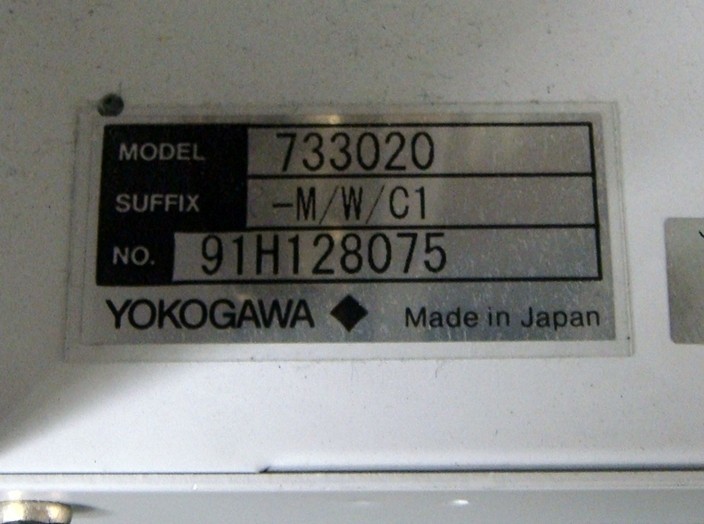 MODEL 733020
SUFFIX -M/W/C1
NO. 91H128075
YOKOGAWA ◆ Made in Japan